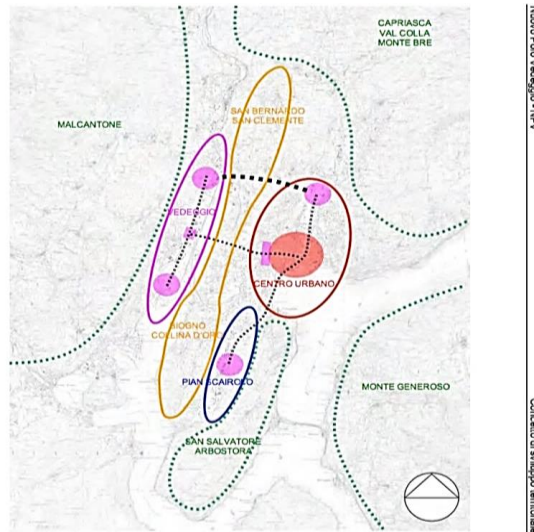 CAPRIASCA
VAL COLLA
MONTE BRE
MALCANTONE
SAN BERNARDO
SAN CLEMENTE
VEDEGGIO
CENTRO URBANO
BIOGNO
COLLINA D'ORO
PIAN SCAIROLO
MONTE GENEROSO
SAN SALVATORE
ARBOSTORA